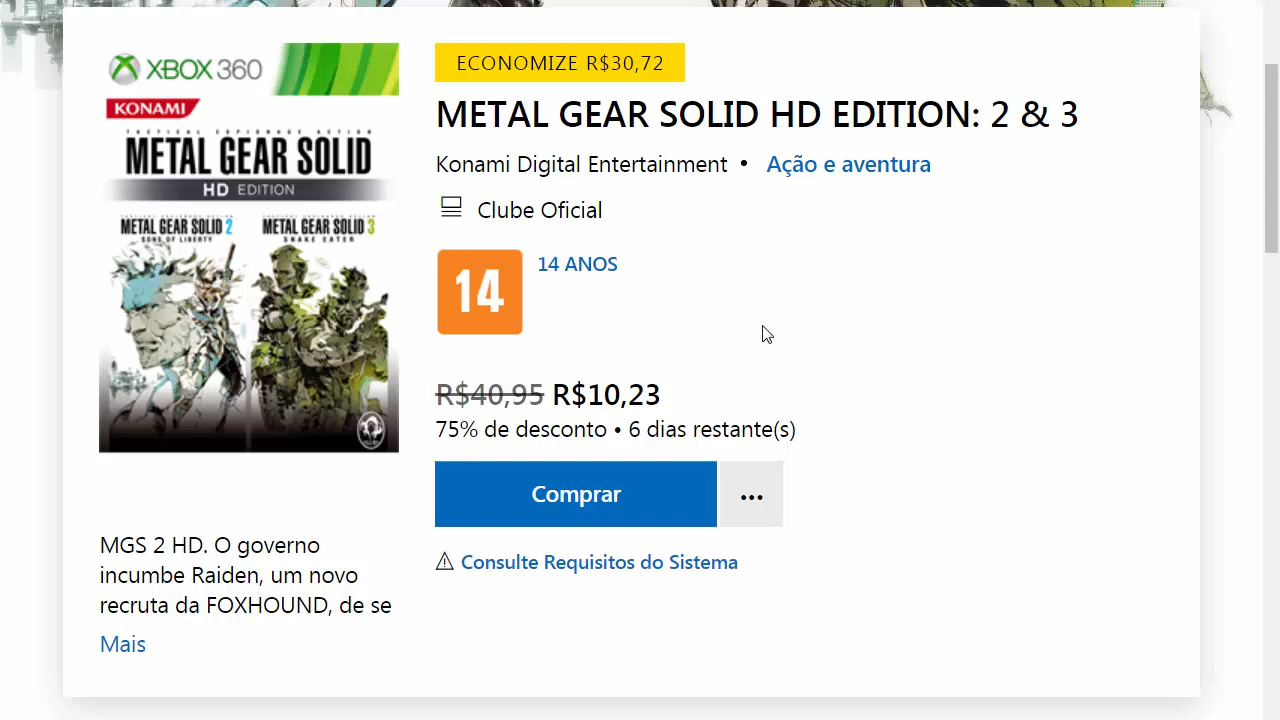 XBOX 360
KONAMI
TACTICAL ESPIONAGE ACTION
METAL GEAR SOLID
HD EDITION
METAL GEAR SOLID 2
SONS OF LIBERTY
METAL GEAR SOLID 3
SNAKE EATER
ECONOMIZE R$30,72
METAL GEAR SOLID HD EDITION: 2 & 3
Konami Digital Entertainment • Ação e aventura
Clube Oficial
14
14 ANOS
R$40,95 R$10,23
75% de desconto • 6 dias restante(s)
Comprar
...
Consulte Requisitos do Sistema
MGS 2 HD. O governo
incumbe Raiden, um novo
recruta da FOXHOUND, de se
Mais